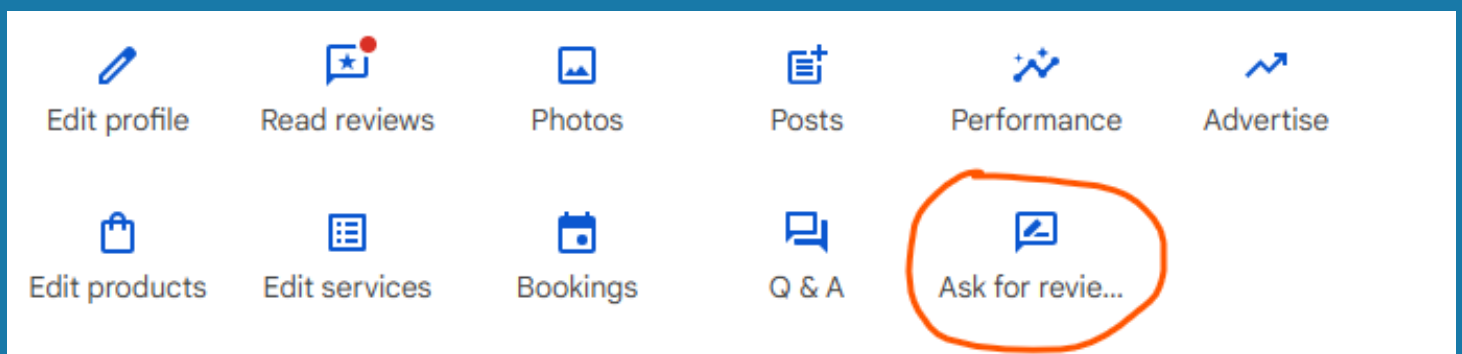 Edit profile Read reviews Photos Posts Performance Advertise
Edit products Edit services Bookings Q & A Ask for revie...